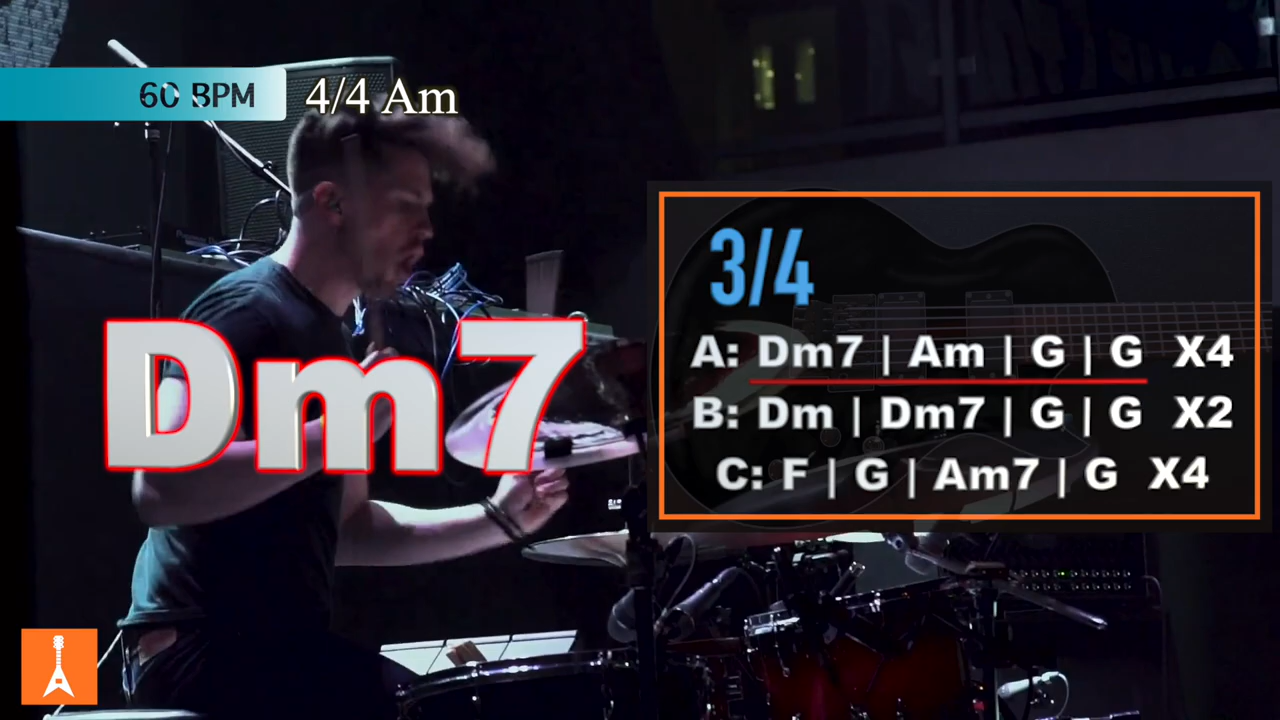 60 BPM
4/4 Am
3/4
A: Dm7 | Am | G | G X4
Dm7
B: Dm | Dm7 | G | G X2
C: F | G | Am7 | G X4